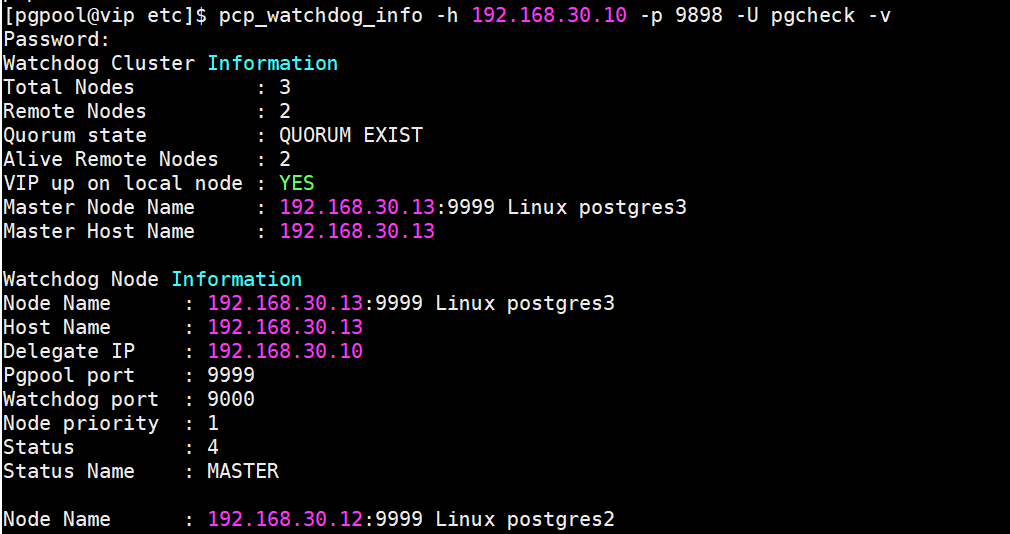 [pgpool@vip etc]$ pcp_watchdog_info -h 192.168.30.10 -p 9898 -U pgcheck -v
Password:
Watchdog Cluster Information
Total Nodes          : 3
Remote Nodes         : 2
Quorum state         : QUORUM EXIST
Alive Remote Nodes   : 2
VIP up on local node : YES
Master Node Name     : 192.168.30.13:9999 Linux postgres3
Master Host Name     : 192.168.30.13

Watchdog Node Information
Node Name      : 192.168.30.13:9999 Linux postgres3
Host Name      : 192.168.30.13
Delegate IP    : 192.168.30.10
Pgpool port    : 9999
Watchdog port  : 9000
Node priority  : 1
Status         : 4
Status Name    : MASTER

Node Name      : 192.168.30.12:9999 Linux postgres2